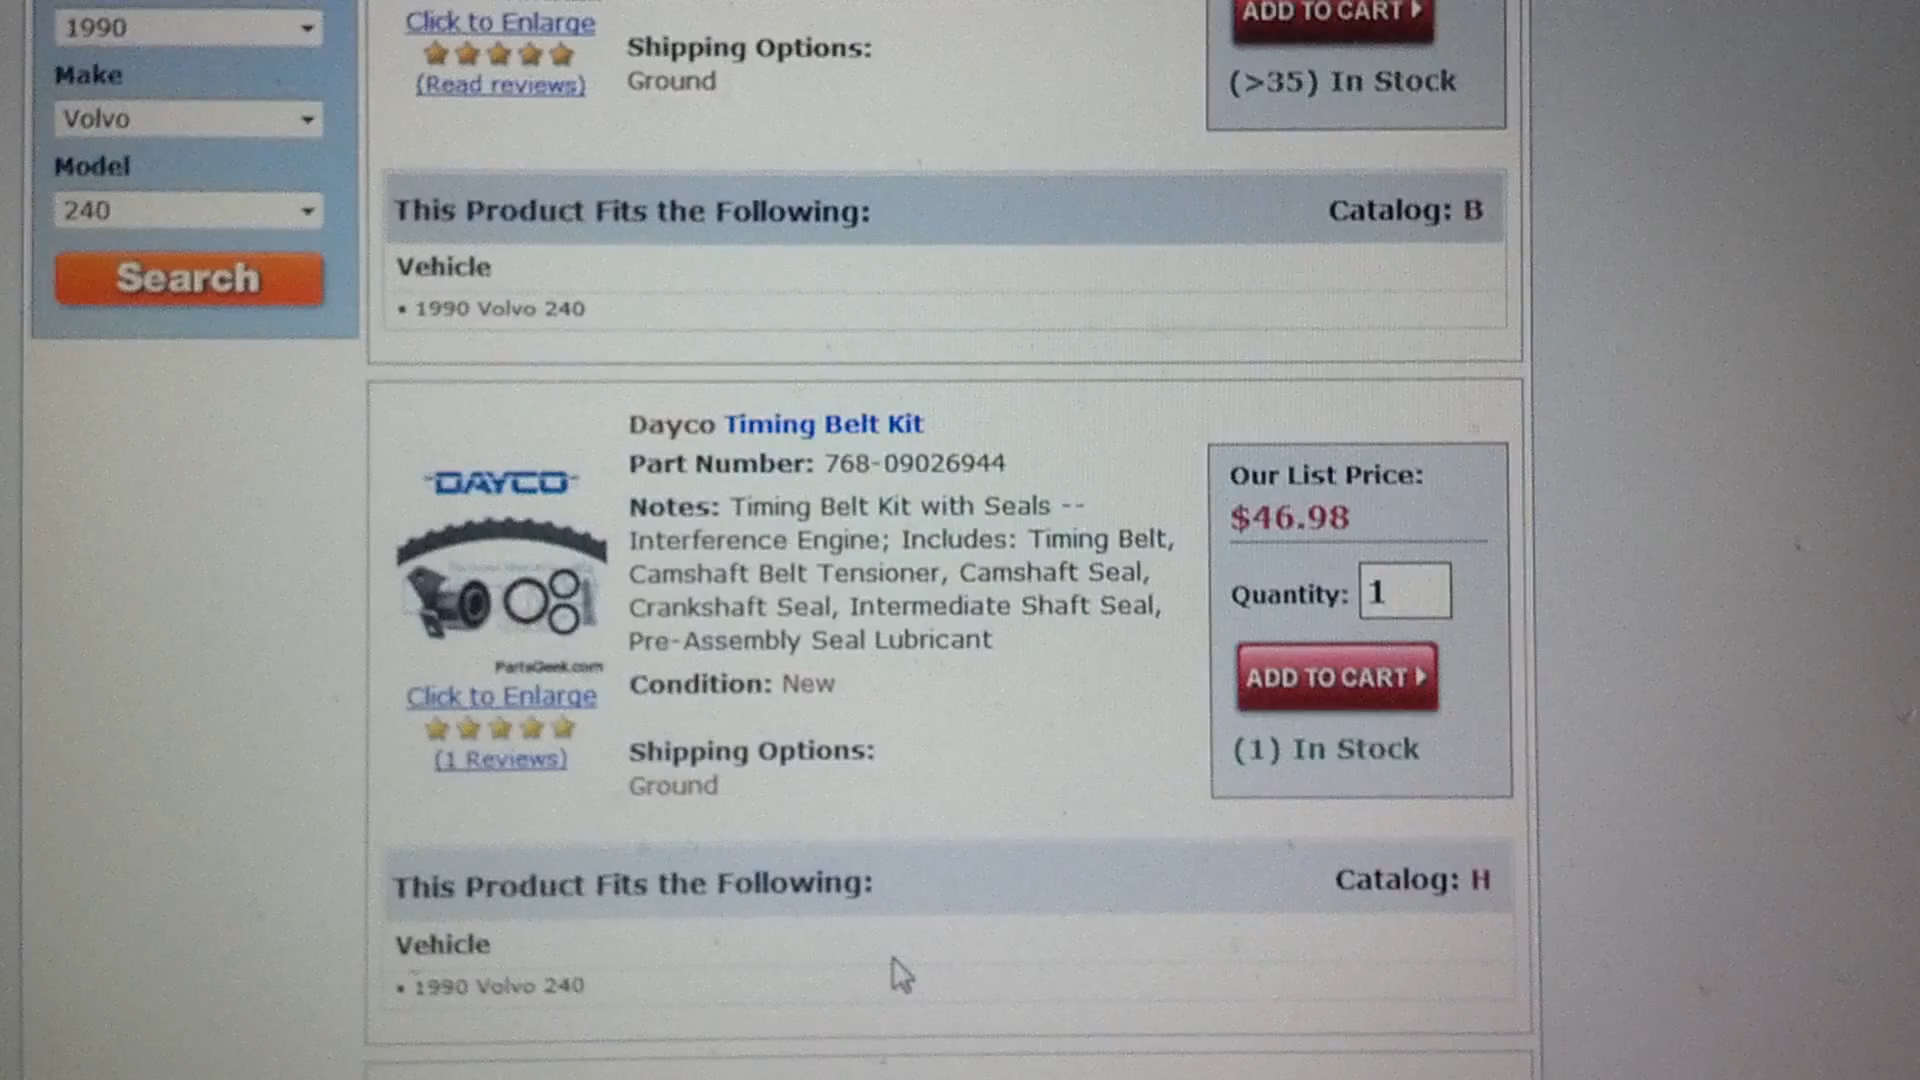 1990
Make
Volvo
Model
240
Search
Click to Enlarge
(Read reviews)
Shipping Options:
Ground
ADD TO CART
(>35) In Stock
This Product Fits the Following:
Catalog: B
Vehicle
▪ 1990 Volvo 240
DAYCO
PartsGeek.com
Click to Enlarge
(1 Reviews)
Dayco Timing Belt Kit
Part Number: 768-09026944
Notes: Timing Belt Kit with Seals --
Interference Engine; Includes: Timing Belt,
Camshaft Belt Tensioner, Camshaft Seal,
Crankshaft Seal, Intermediate Shaft Seal,
Pre-Assembly Seal Lubricant
Condition: New
Shipping Options:
Ground
Our List Price:
$46.98
Quantity: 1
ADD TO CART
(1) In Stock
This Product Fits the Following:
Catalog: H
Vehicle
▪ 1990 Volvo 240